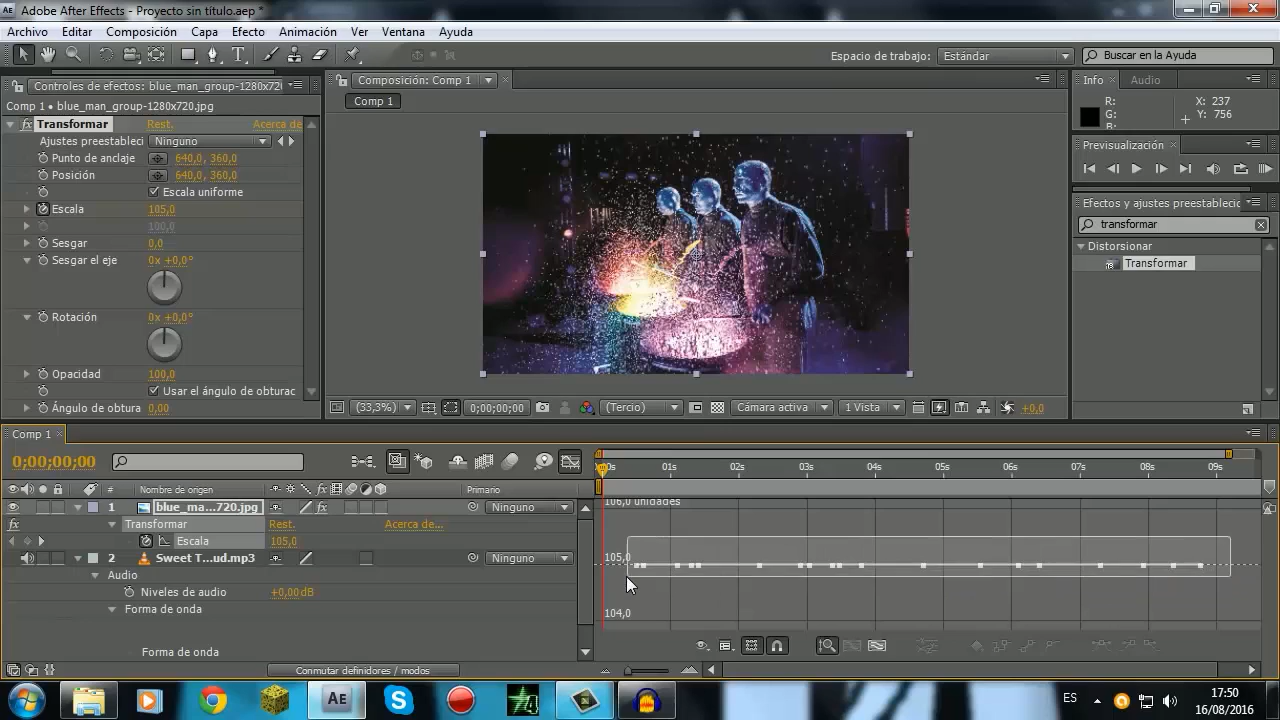 Adobe After Effects - Proyecto sin título.aep *
Archivo Editar Composición Capa Efecto Animación Ver Ventana Ayuda
Espacio de trabajo: Estándar Buscar en la Ayuda
Controles de efectos: blue_man_group-1280x72
Comp 1 • blue_man_group-1280x720.jpg
Transformar Rest. Acerca de
Ajustes preestableci Ninguno
Punto de anclaje 640,0, 360,0
Posición 640,0, 360,0
Escala uniforme
Escala 105,0
100,0
Sesgar 0,0
Sesgar el eje 0x +0,0°
Rotación 0x +0,0°
Opacidad 100,0
Usar el ángulo de obturac
Ángulo de obtura 0,00
Composición: Comp 1
Comp 1
(33,3%) 0;00;00;00 (Tercio) Cámara activa 1 Vista +0,0
Info Audio
R: X: 237
G: Y: 756
B:
Previsualización
Efectos y ajustes preestablecid
transformar
Distorsionar
Transformar
Comp 1
0;00;00;00
# Nombre de origen fx Primario
1 blue_ma...720.jpg Ninguno
fx Transformar Rest. Acerca de...
Escala 105,0
2 Sweet T...ud.mp3 Ninguno
Audio
Niveles de audio +0,00dB
Forma de onda
Forma de onda
Conmutar definidores / modos
00s 01s 02s 03s 04s 05s 06s 07s 08s 09s
106,0 unidades
105,0
104,0
AE
ES 17:50
16/08/2016